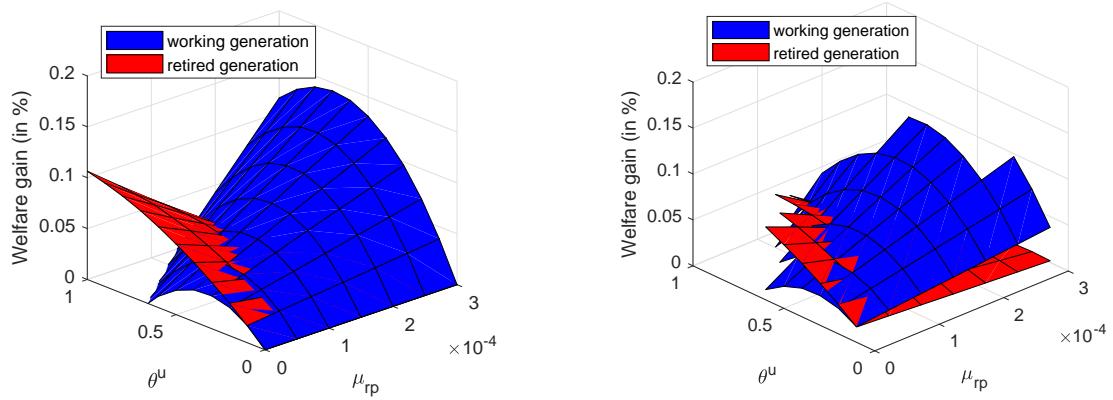 working generation
retired generation
0.2
0.15
0.1
0.05
0
Welfare gain (in %)
1
0.5
0
θᵘ
0
1
2
3
×10⁻⁴
μ_rp
working generation
retired generation
0.2
0.15
0.1
0.05
0
Welfare gain (in %)
1
0.5
0
θᵘ
0
1
2
3
×10⁻⁴
μ_rp